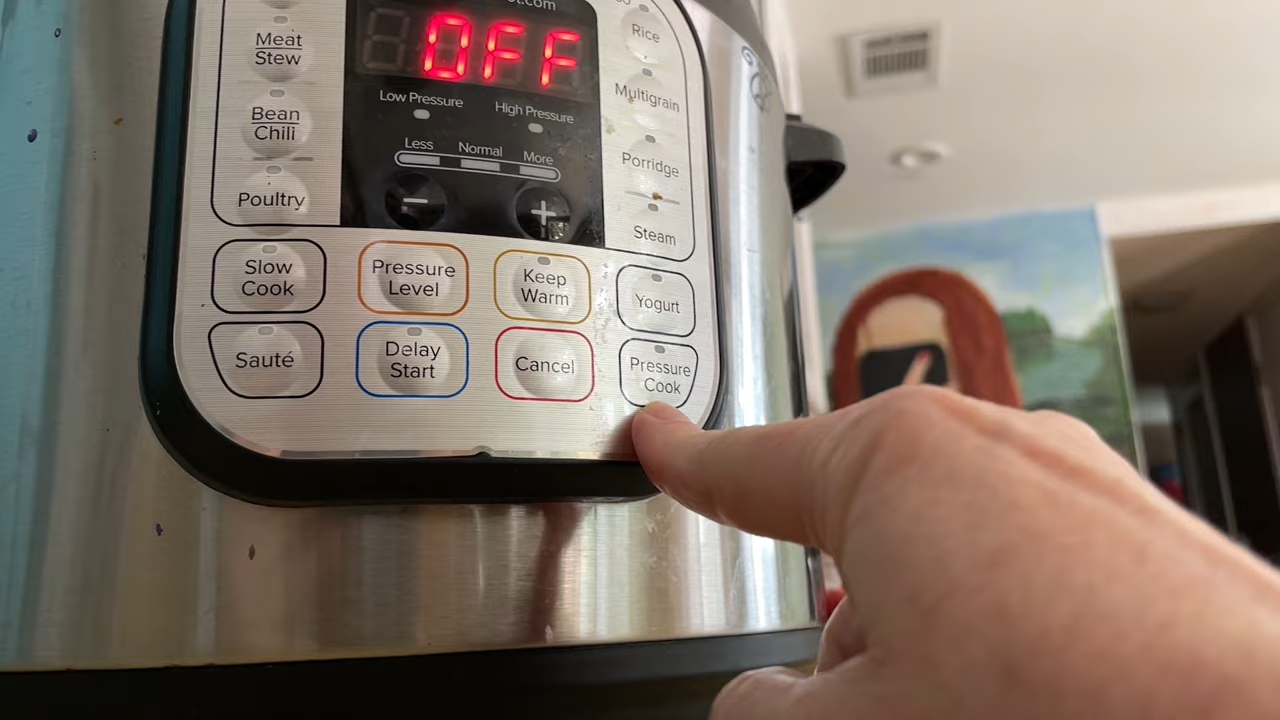 OFF
Low Pressure
High Pressure
Less
Normal
More
Meat
Stew
Bean
Chili
Poultry
Rice
Multigrain
Porridge
Steam
Slow
Cook
Pressure
Level
Keep
Warm
Yogurt
Sauté
Delay
Start
Cancel
Pressure
Cook